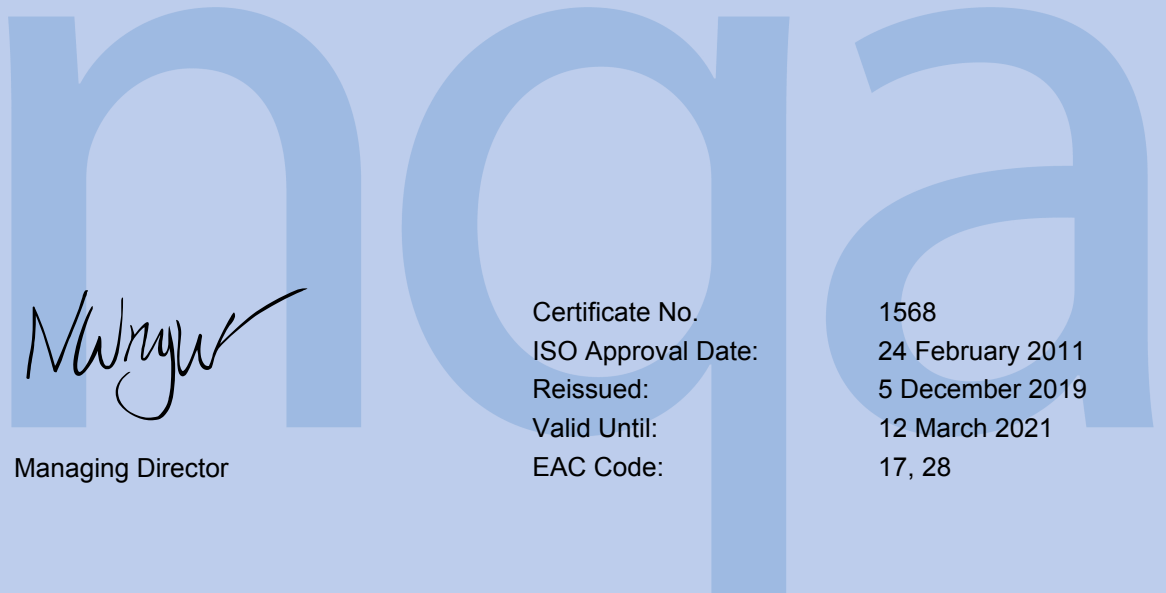 nqa
Certificate No. 1568
ISO Approval Date: 24 February 2011
Reissued: 5 December 2019
Valid Until: 12 March 2021
Managing Director EAC Code: 17, 28